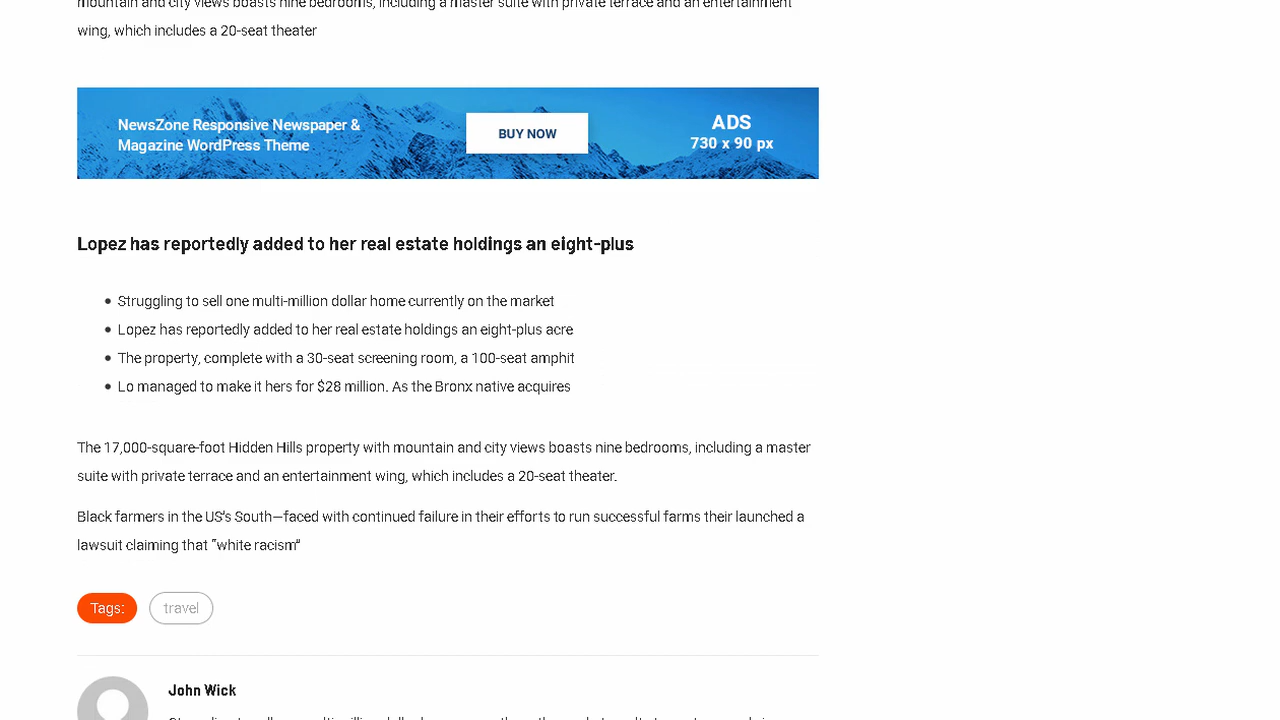 mountain and city views boasts nine bedrooms, including a master suite with private terrace and an entertainment
wing, which includes a 20-seat theater
NewsZone Responsive Newspaper &
Magazine WordPress Theme
BUY NOW
ADS
730 x 90 px
Lopez has reportedly added to her real estate holdings an eight-plus
• Struggling to sell one multi-million dollar home currently on the market
• Lopez has reportedly added to her real estate holdings an eight-plus acre
• The property, complete with a 30-seat screening room, a 100-seat amphit
• Lo managed to make it hers for $28 million. As the Bronx native acquires
The 17,000-square-foot Hidden Hills property with mountain and city views boasts nine bedrooms, including a master
suite with private terrace and an entertainment wing, which includes a 20-seat theater.
Black farmers in the US’s South—faced with continued failure in their efforts to run successful farms their launched a
lawsuit claiming that “white racism”
Tags:
travel
John Wick